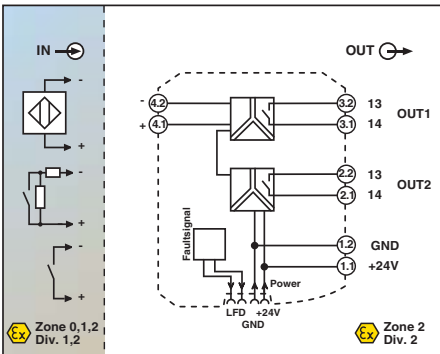 IN
OUT
-
+
-
+
-
+
- 4.2
+ 4.1
3.2 13
3.1 14
OUT1
2.2 13
2.1 14
OUT2
1.2 GND
1.1 +24V
Faultsignal
Power
LFD +24V
GND
Ex Zone 0,1,2
Div. 1,2
Ex Zone 2
Div. 2